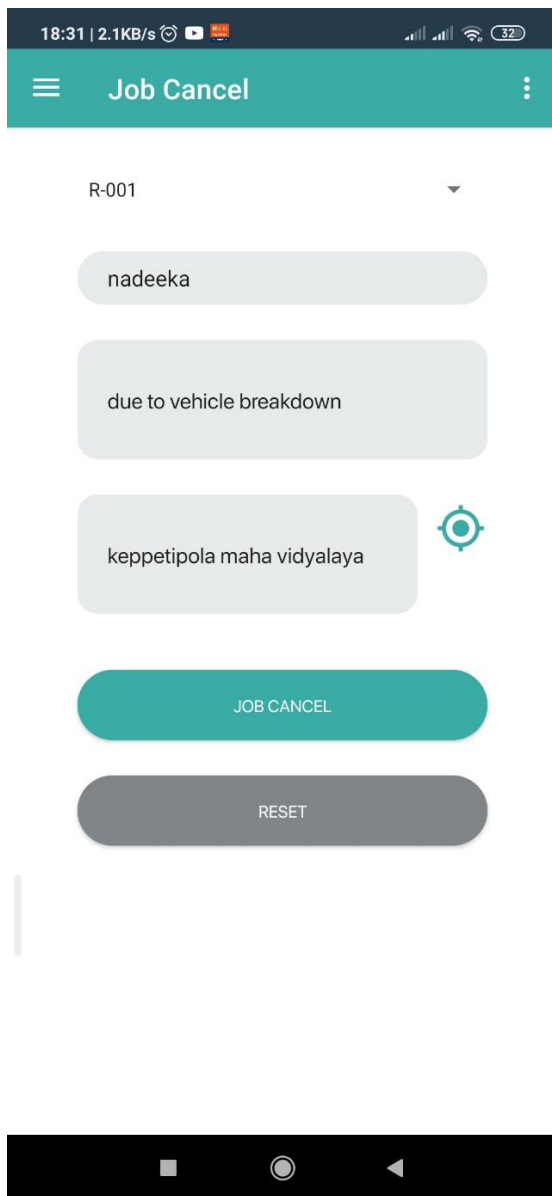 18:31 | 2.1KB/s 32
Job Cancel
R-001
nadeeka
due to vehicle breakdown
keppetipola maha vidyalaya
JOB CANCEL
RESET